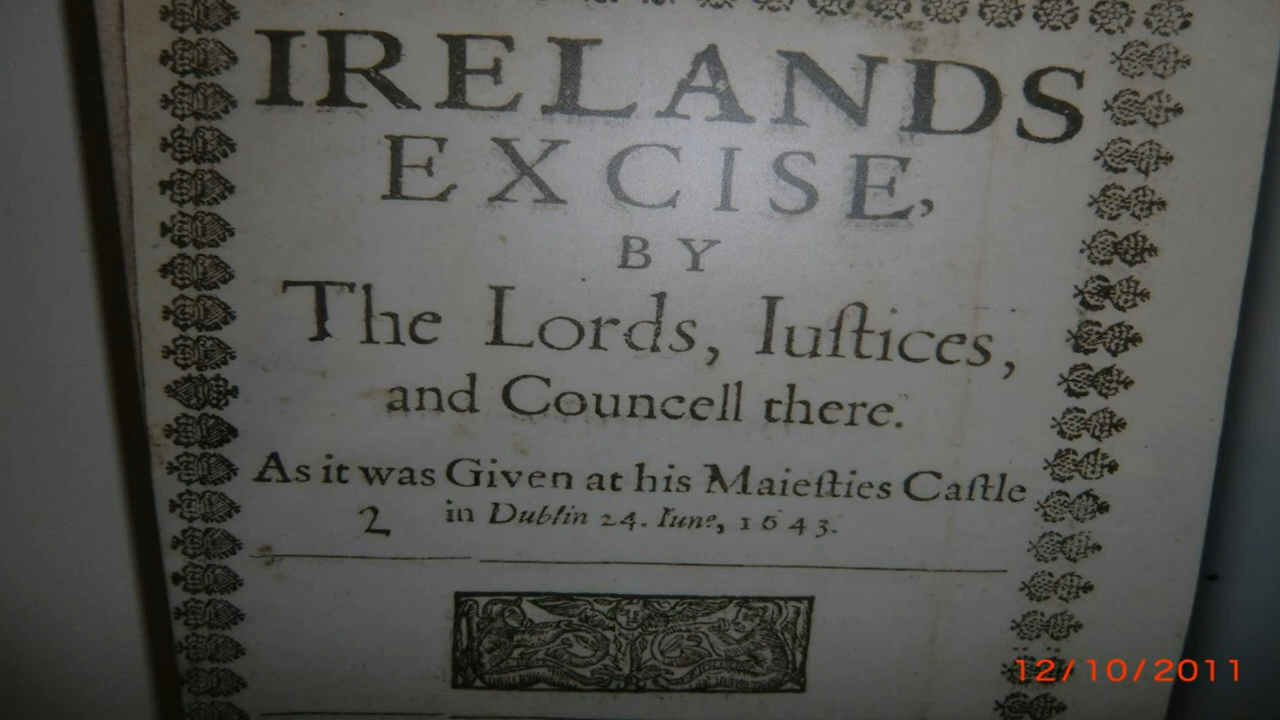 IRELANDS
EXCISE,
BY
The Lords, Iuſtices,
and Councell there.
As it was Given at his Maieſties Caſtle
2 in Dublin 24. Iune, 1643.
12/10/2011